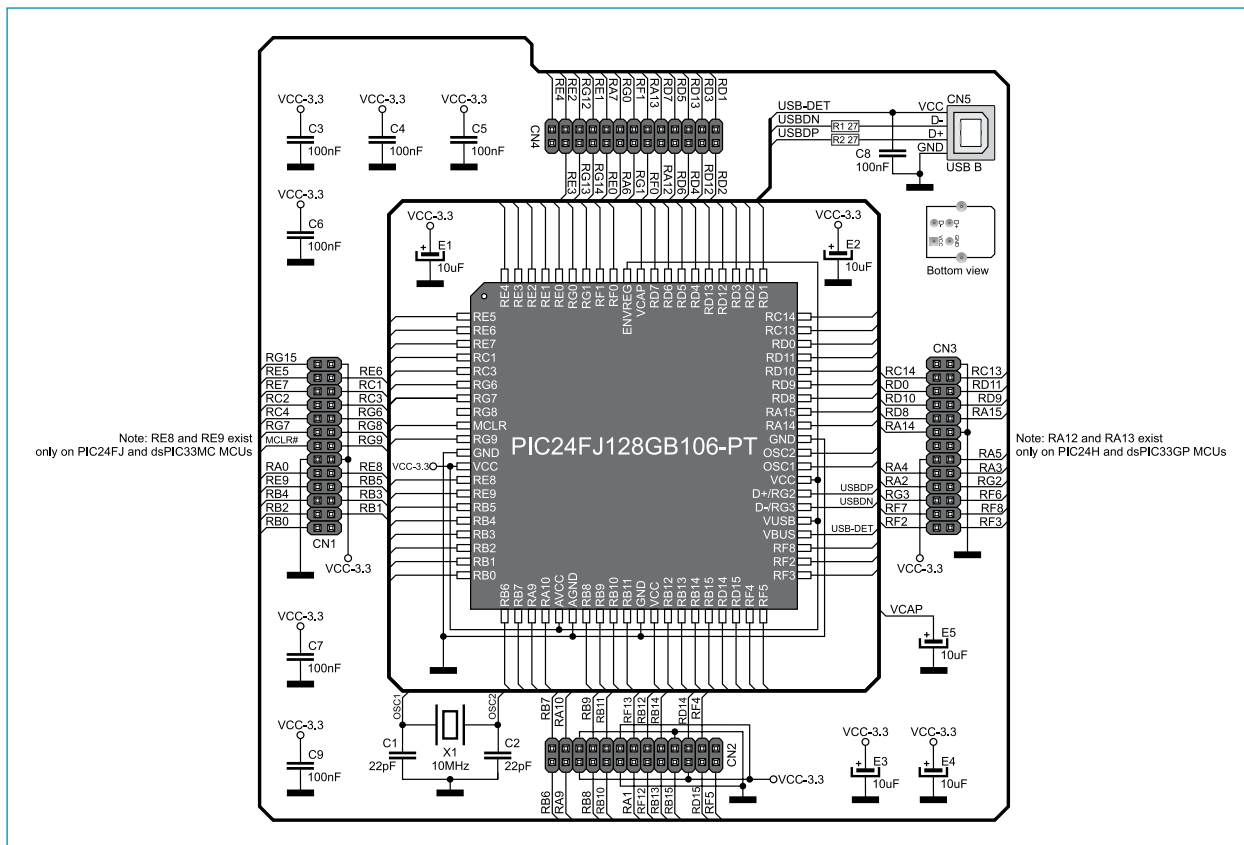 RE4
RE2
RG12
RE1
RA7
RG0
RF1
RA13
RD7
RD5
RD13
RD3
RD1
CN4
RE3
RG13
RG14
RE0
RA6
RG1
RF0
RA12
RD6
RD4
RD12
RD2
VCC-3.3
C3
100nF
VCC-3.3
C4
100nF
VCC-3.3
C5
100nF
VCC-3.3
C6
100nF
USB-DET
USBDN
USBDP
R1 27
R2 27
C8
100nF
CN5
VCC
D-
D+
GND
USB B
D-
D+
VCC
GND
Bottom view
VCC-3.3
E1
10uF
VCC-3.3
E2
10uF
RE4
RE3
RE2
RE1
RE0
RG0
RG1
RF1
RF0
ENVREG
VCAP
RD7
RD6
RD5
RD4
RD13
RD12
RD3
RD2
RD1
RE5
RE6
RE7
RC1
RC3
RG6
RG7
RG8
MCLR
RG9
GND
VCC
RE8
RE9
RB5
RB4
RB3
RB2
RB1
RB0
PIC24FJ128GB106-PT
RC14
RC13
RD0
RD11
RD10
RD9
RD8
RA15
RA14
GND
OSC2
OSC1
VCC
D+/RG2
D-/RG3
VUSB
VBUS
RF8
RF2
RF3
USBDP
USBDN
USB-DET
VCC-3.3
RB6
RB7
RA9
RA10
AVCC
AGND
RB8
RB9
RB10
RB11
GND
VCC
RB12
RB13
RB14
RB15
RD14
RD15
RF4
RF5
RG15
RE5
RE7
RC2
RC4
RG7
MCLR#
RA0
RE9
RB4
RB2
RB0
RE6
RC1
RC3
RG6
RG8
RG9
RE8
RB5
RB3
RB1
CN1
VCC-3.3
Note: RE8 and RE9 exist
only on PIC24FJ and dsPIC33MC MCUs
CN3
RC14
RD0
RD10
RD8
RA14
RA4
RA2
RG3
RF7
RF2
RC13
RD11
RD9
RA15
RA5
RA3
RG2
RF6
RF8
RF3
VCC-3.3
Note: RA12 and RA13 exist
only on PIC24H and dsPIC33GP MCUs
VCC-3.3
C7
100nF
VCC-3.3
C9
100nF
OSC1
OSC2
C1
22pF
X1
10MHz
C2
22pF
RB7
RA10
RB9
RB11
RF13
RB12
RB14
RD14
RF4
CN2
VCC-3.3
RB6
RA9
RB8
RB10
RA1
RF12
RB13
RB15
RD15
RF5
VCAP
E5
10uF
VCC-3.3
E3
10uF
VCC-3.3
E4
10uF